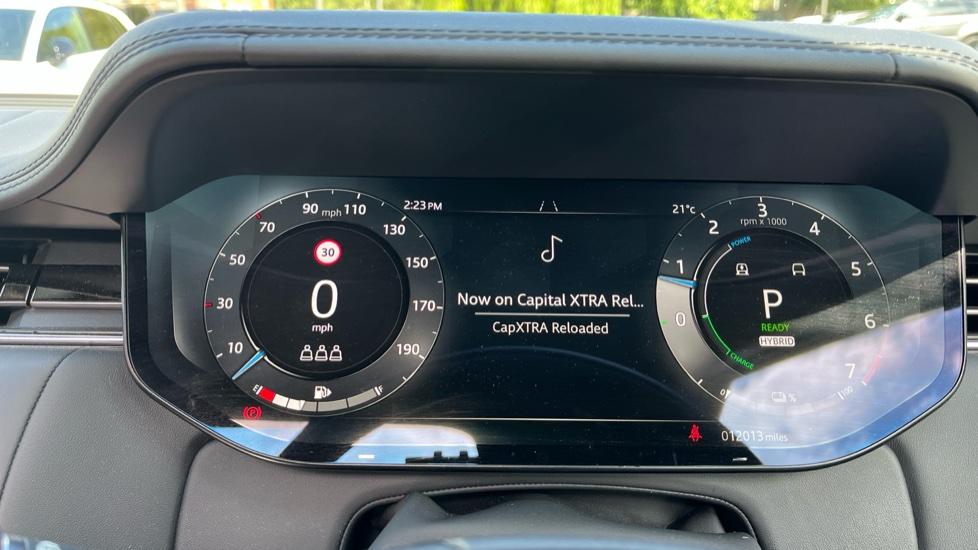 90 mph 110
70
130
50
150
30
170
10
190
30
0
mph
E
F
2:23 PM
Now on Capital XTRA Rel...
CapXTRA Reloaded
21°c
3
rpm x 1000
2
4
1
5
0
6
7
POWER
P
READY
HYBRID
CHARGE
0
%
100
012013 miles